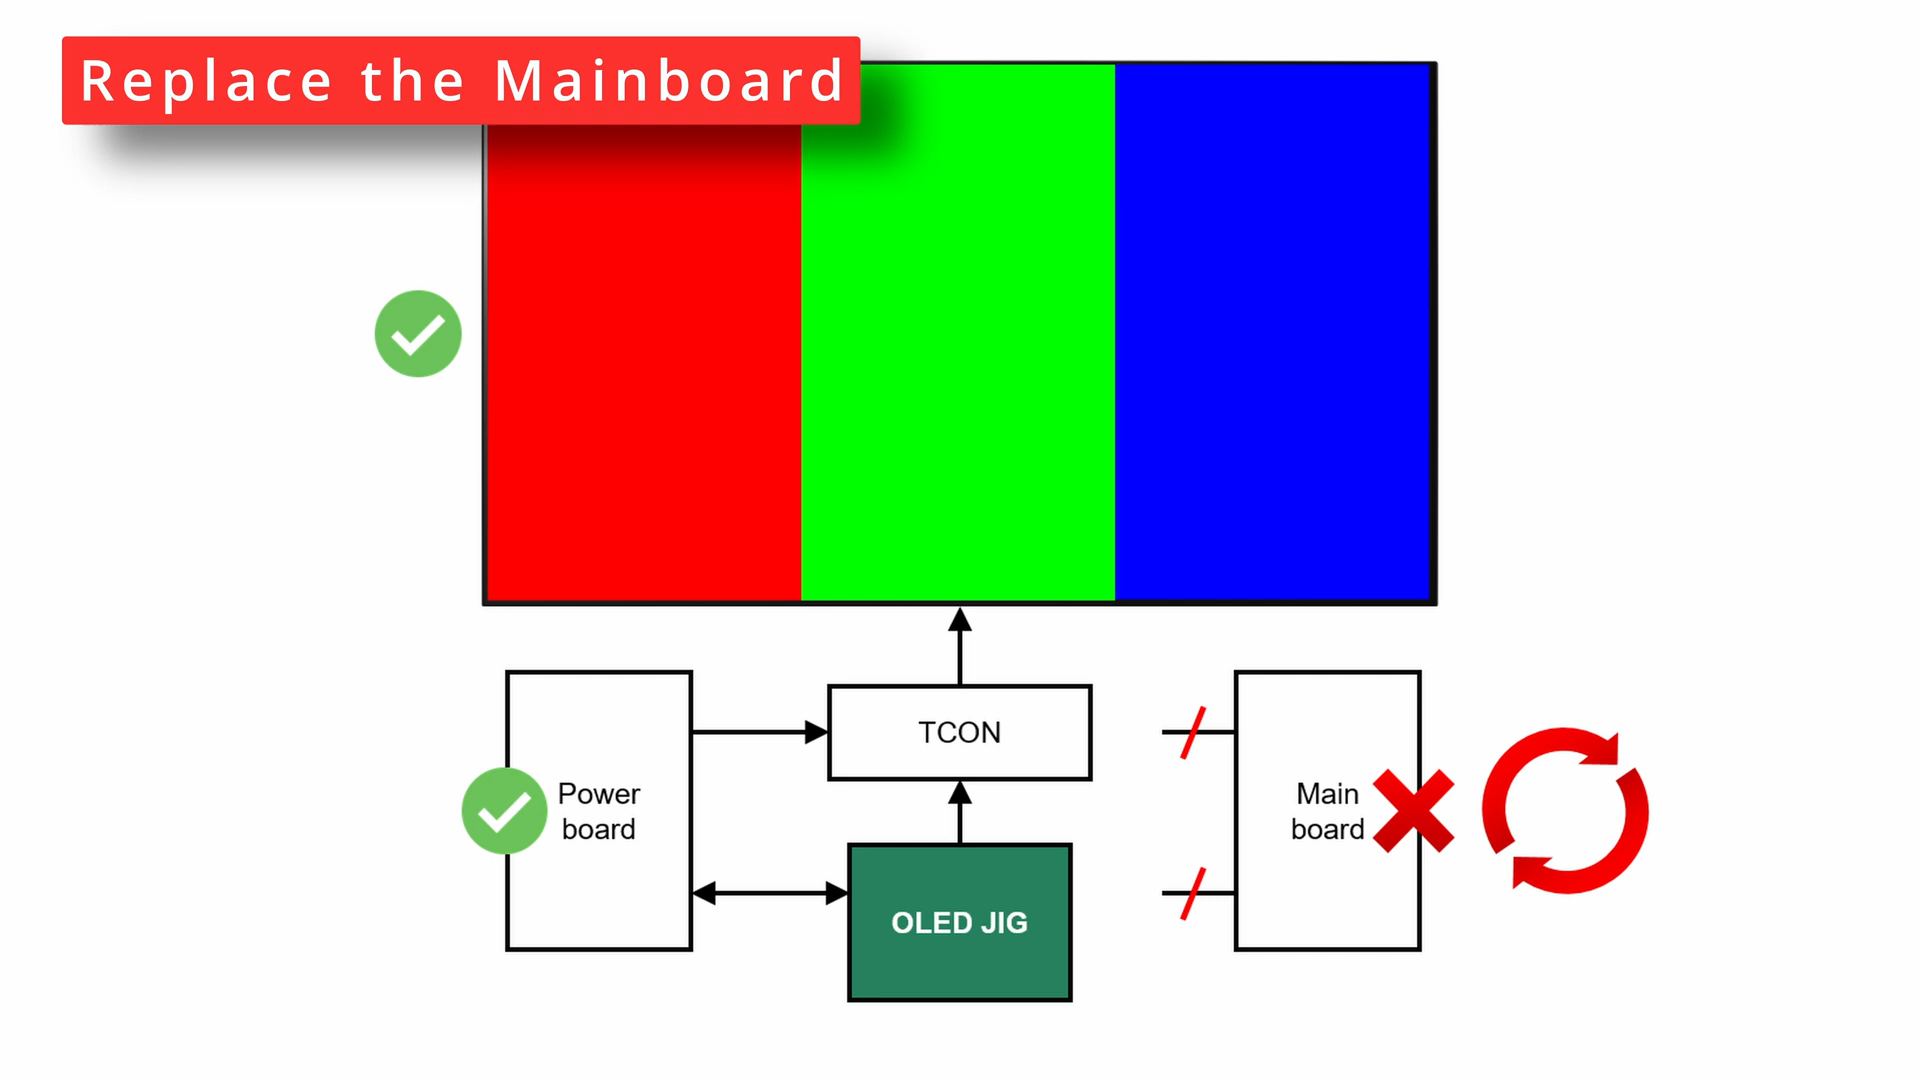 Replace the Mainboard
TCON
Power
board
Main
board
OLED JIG